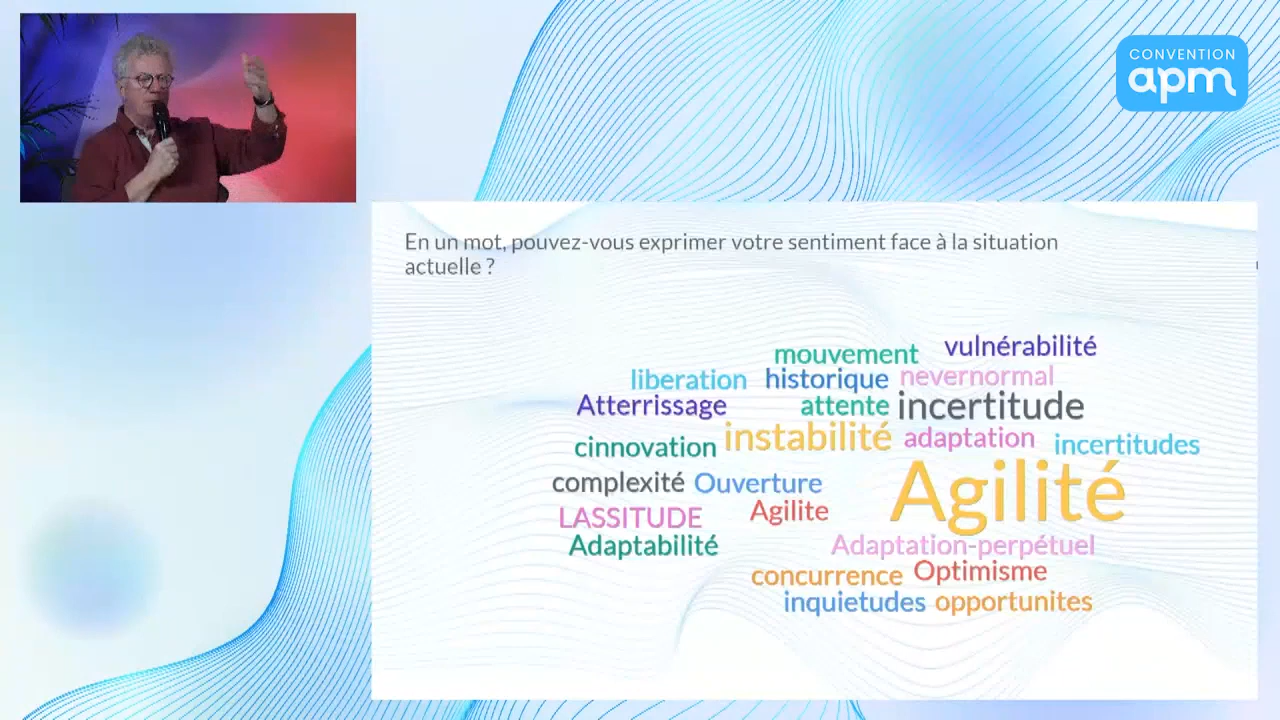 CONVENTION
apm
En un mot, pouvez-vous exprimer votre sentiment face à la situation
actuelle ?
mouvement vulnérabilité
liberation historique nevernormal
Atterrissage attente incertitude
cinnovation instabilité adaptation incertitudes
complexité Ouverture Agilité
LASSITUDE Agilite
Adaptabilité Adaptation-perpétuel
concurrence Optimisme
inquietudes opportunites